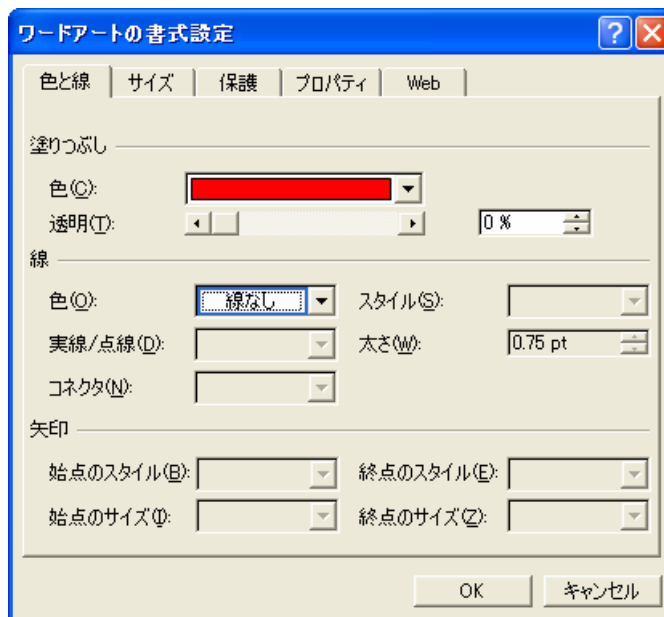 ワードアートの書式設定
色と線 サイズ 保護 プロパティ Web
塗りつぶし
色(C):
透明(T): 0 %
線
色(O): 線なし スタイル(S):
実線/点線(D): 太さ(W): 0.75 pt
コネクタ(N):
矢印
始点のスタイル(B): 終点のスタイル(E):
始点のサイズ(I): 終点のサイズ(Z):
OK キャンセル